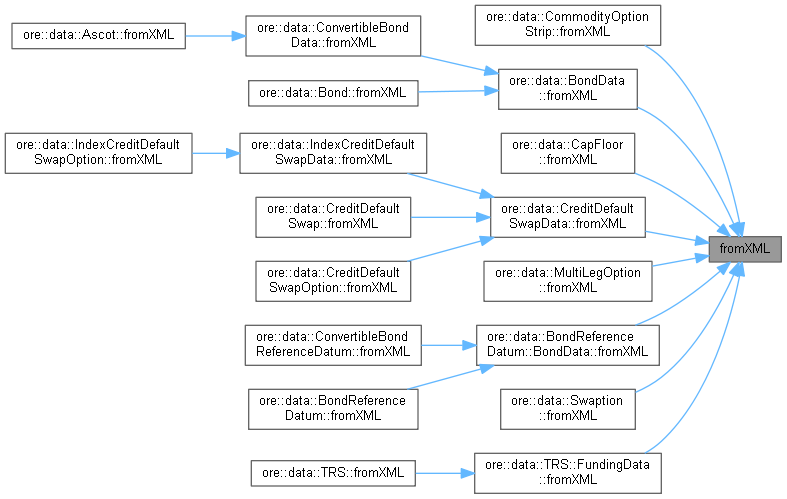 ore::data::CommodityOption
Strip::fromXML
ore::data::Ascot::fromXML
ore::data::ConvertibleBond
Data::fromXML
ore::data::BondData
::fromXML
ore::data::Bond::fromXML
ore::data::IndexCreditDefault
SwapOption::fromXML
ore::data::IndexCreditDefault
SwapData::fromXML
ore::data::CapFloor
::fromXML
ore::data::CreditDefault
Swap::fromXML
ore::data::CreditDefault
SwapData::fromXML
fromXML
ore::data::CreditDefault
SwapOption::fromXML
ore::data::MultiLegOption
::fromXML
ore::data::ConvertibleBond
ReferenceDatum::fromXML
ore::data::BondReference
Datum::BondData::fromXML
ore::data::BondReference
Datum::fromXML
ore::data::Swaption
::fromXML
ore::data::TRS::fromXML
ore::data::TRS::FundingData
::fromXML